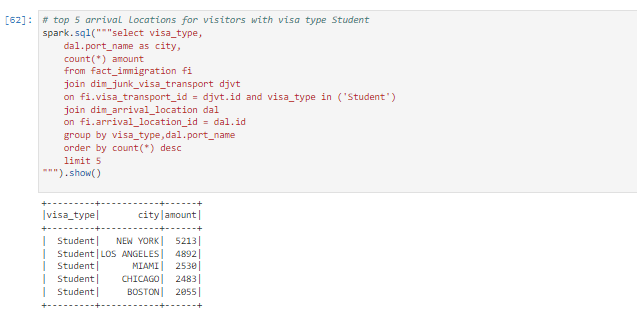 [62]: # top 5 arrival locations for visitors with visa type Student
spark.sql("""select visa_type,
    dal.port_name as city,
    count(*) amount
    from fact_immigration fi
    join dim_junk_visa_transport djvt
    on fi.visa_transport_id = djvt.id and visa_type in ('Student')
    join dim_arrival_location dal
    on fi.arrival_location_id = dal.id
    group by visa_type,dal.port_name
    order by count(*) desc
    limit 5
""").show()
+---------+-----------+------+
|visa_type|       city|amount|
+---------+-----------+------+
|  Student|   NEW YORK|  5213|
|  Student|LOS ANGELES|  4892|
|  Student|      MIAMI|  2530|
|  Student|    CHICAGO|  2483|
|  Student|     BOSTON|  2055|
+---------+-----------+------+